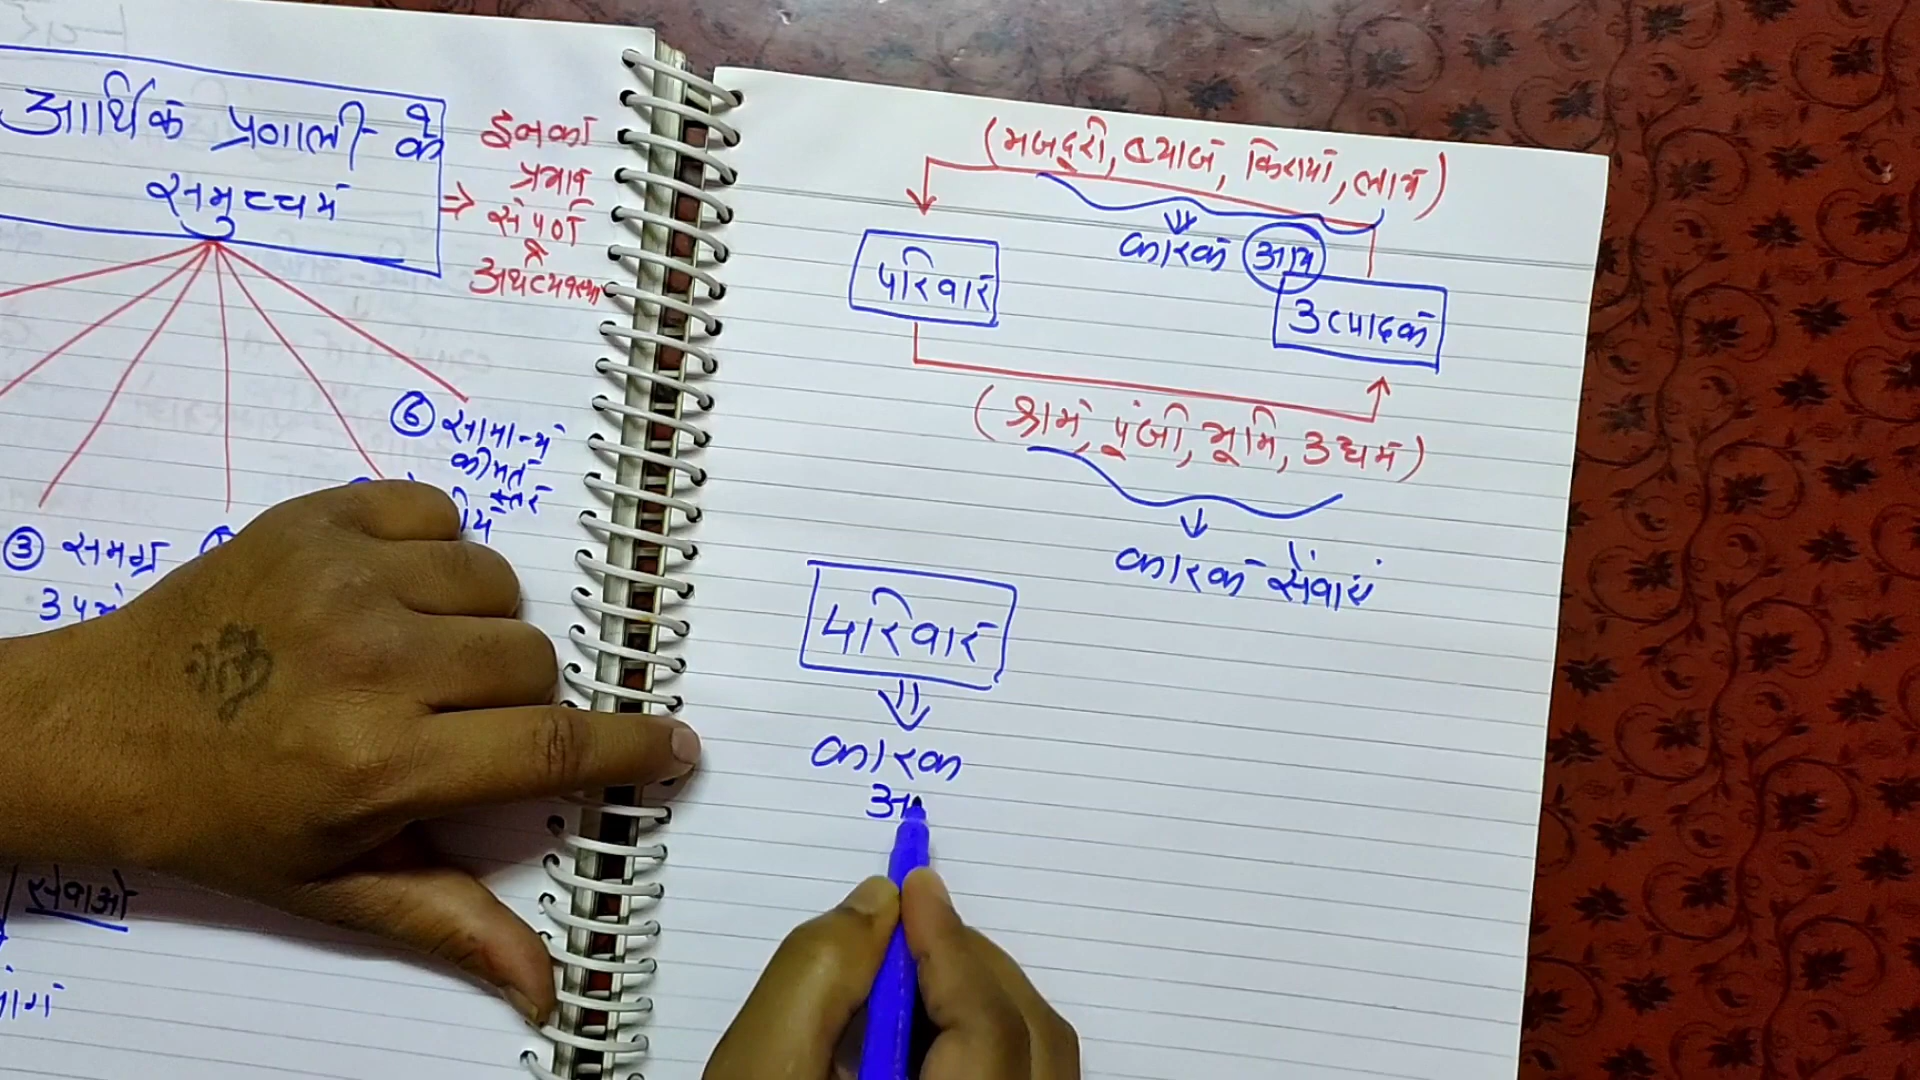 आर्थिक प्रणाली के
समुच्चय
इनका
प्रभाव
संपूर्ण
अर्थव्यवस्था
⑥ सामान्य
कीमत
स्तर
③ समग्र
उपभो
सेवाओ
(मजदूरी, ब्याज, किराया, लाभ)
कारक आय
परिवार
उत्पादक
(श्रम, पूंजी, भूमि, उद्यम)
कारक सेवाएं
परिवार
कारक
आ